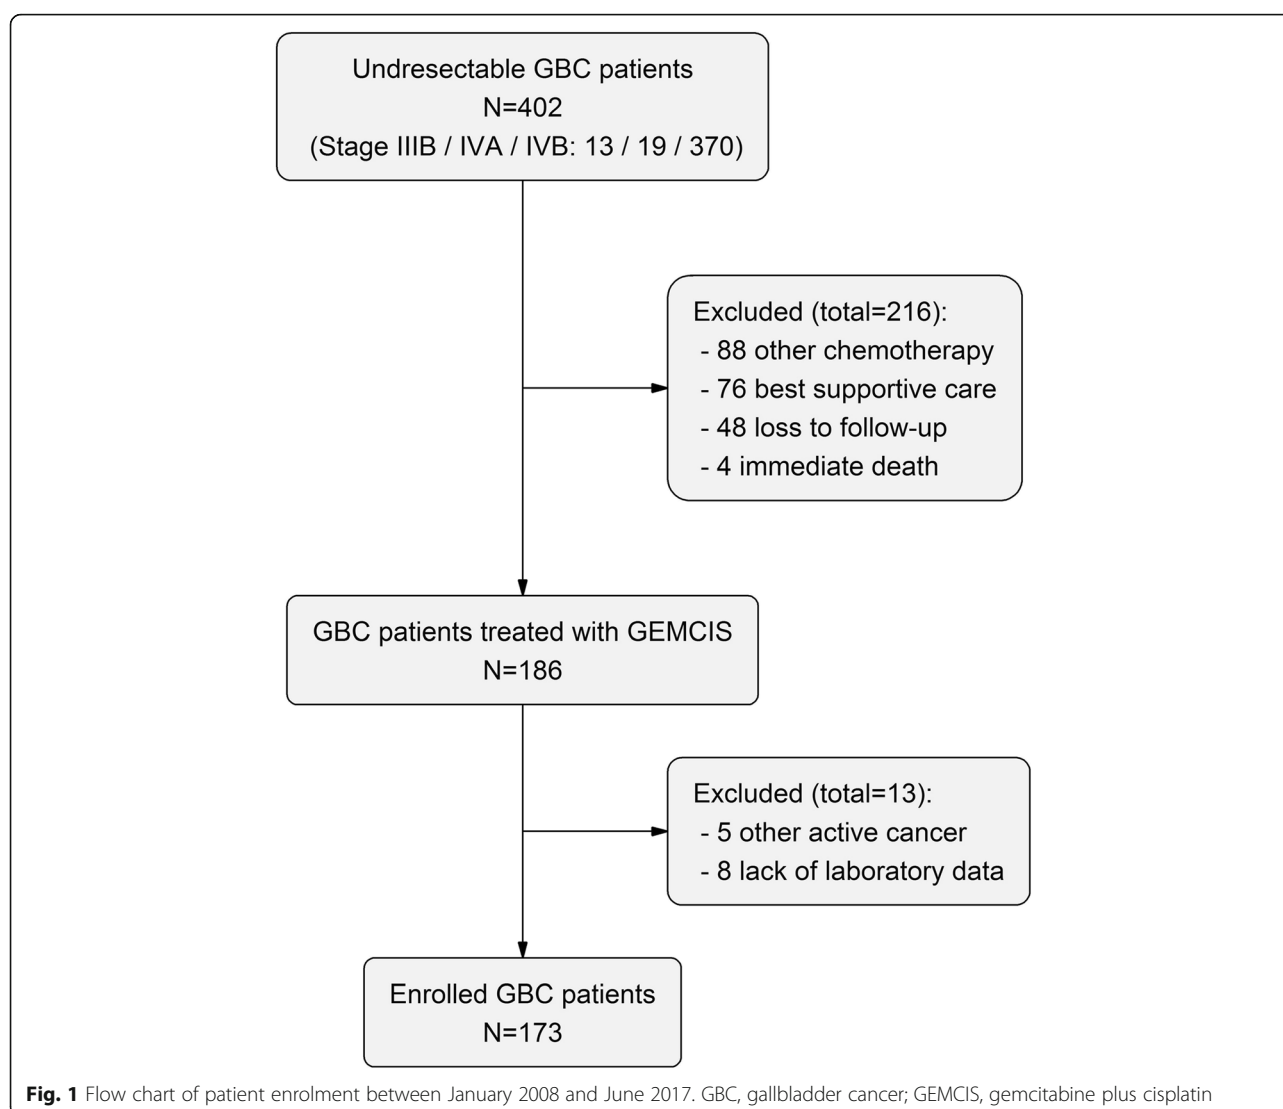 Undresectable GBC patients
N=402
(Stage IIIB / IVA / IVB: 13 / 19 / 370)
Excluded (total=216):
- 88 other chemotherapy
- 76 best supportive care
- 48 loss to follow-up
- 4 immediate death
GBC patients treated with GEMCIS
N=186
Excluded (total=13):
- 5 other active cancer
- 8 lack of laboratory data
Enrolled GBC patients
N=173
Fig. 1 Flow chart of patient enrolment between January 2008 and June 2017. GBC, gallbladder cancer; GEMCIS, gemcitabine plus cisplatin